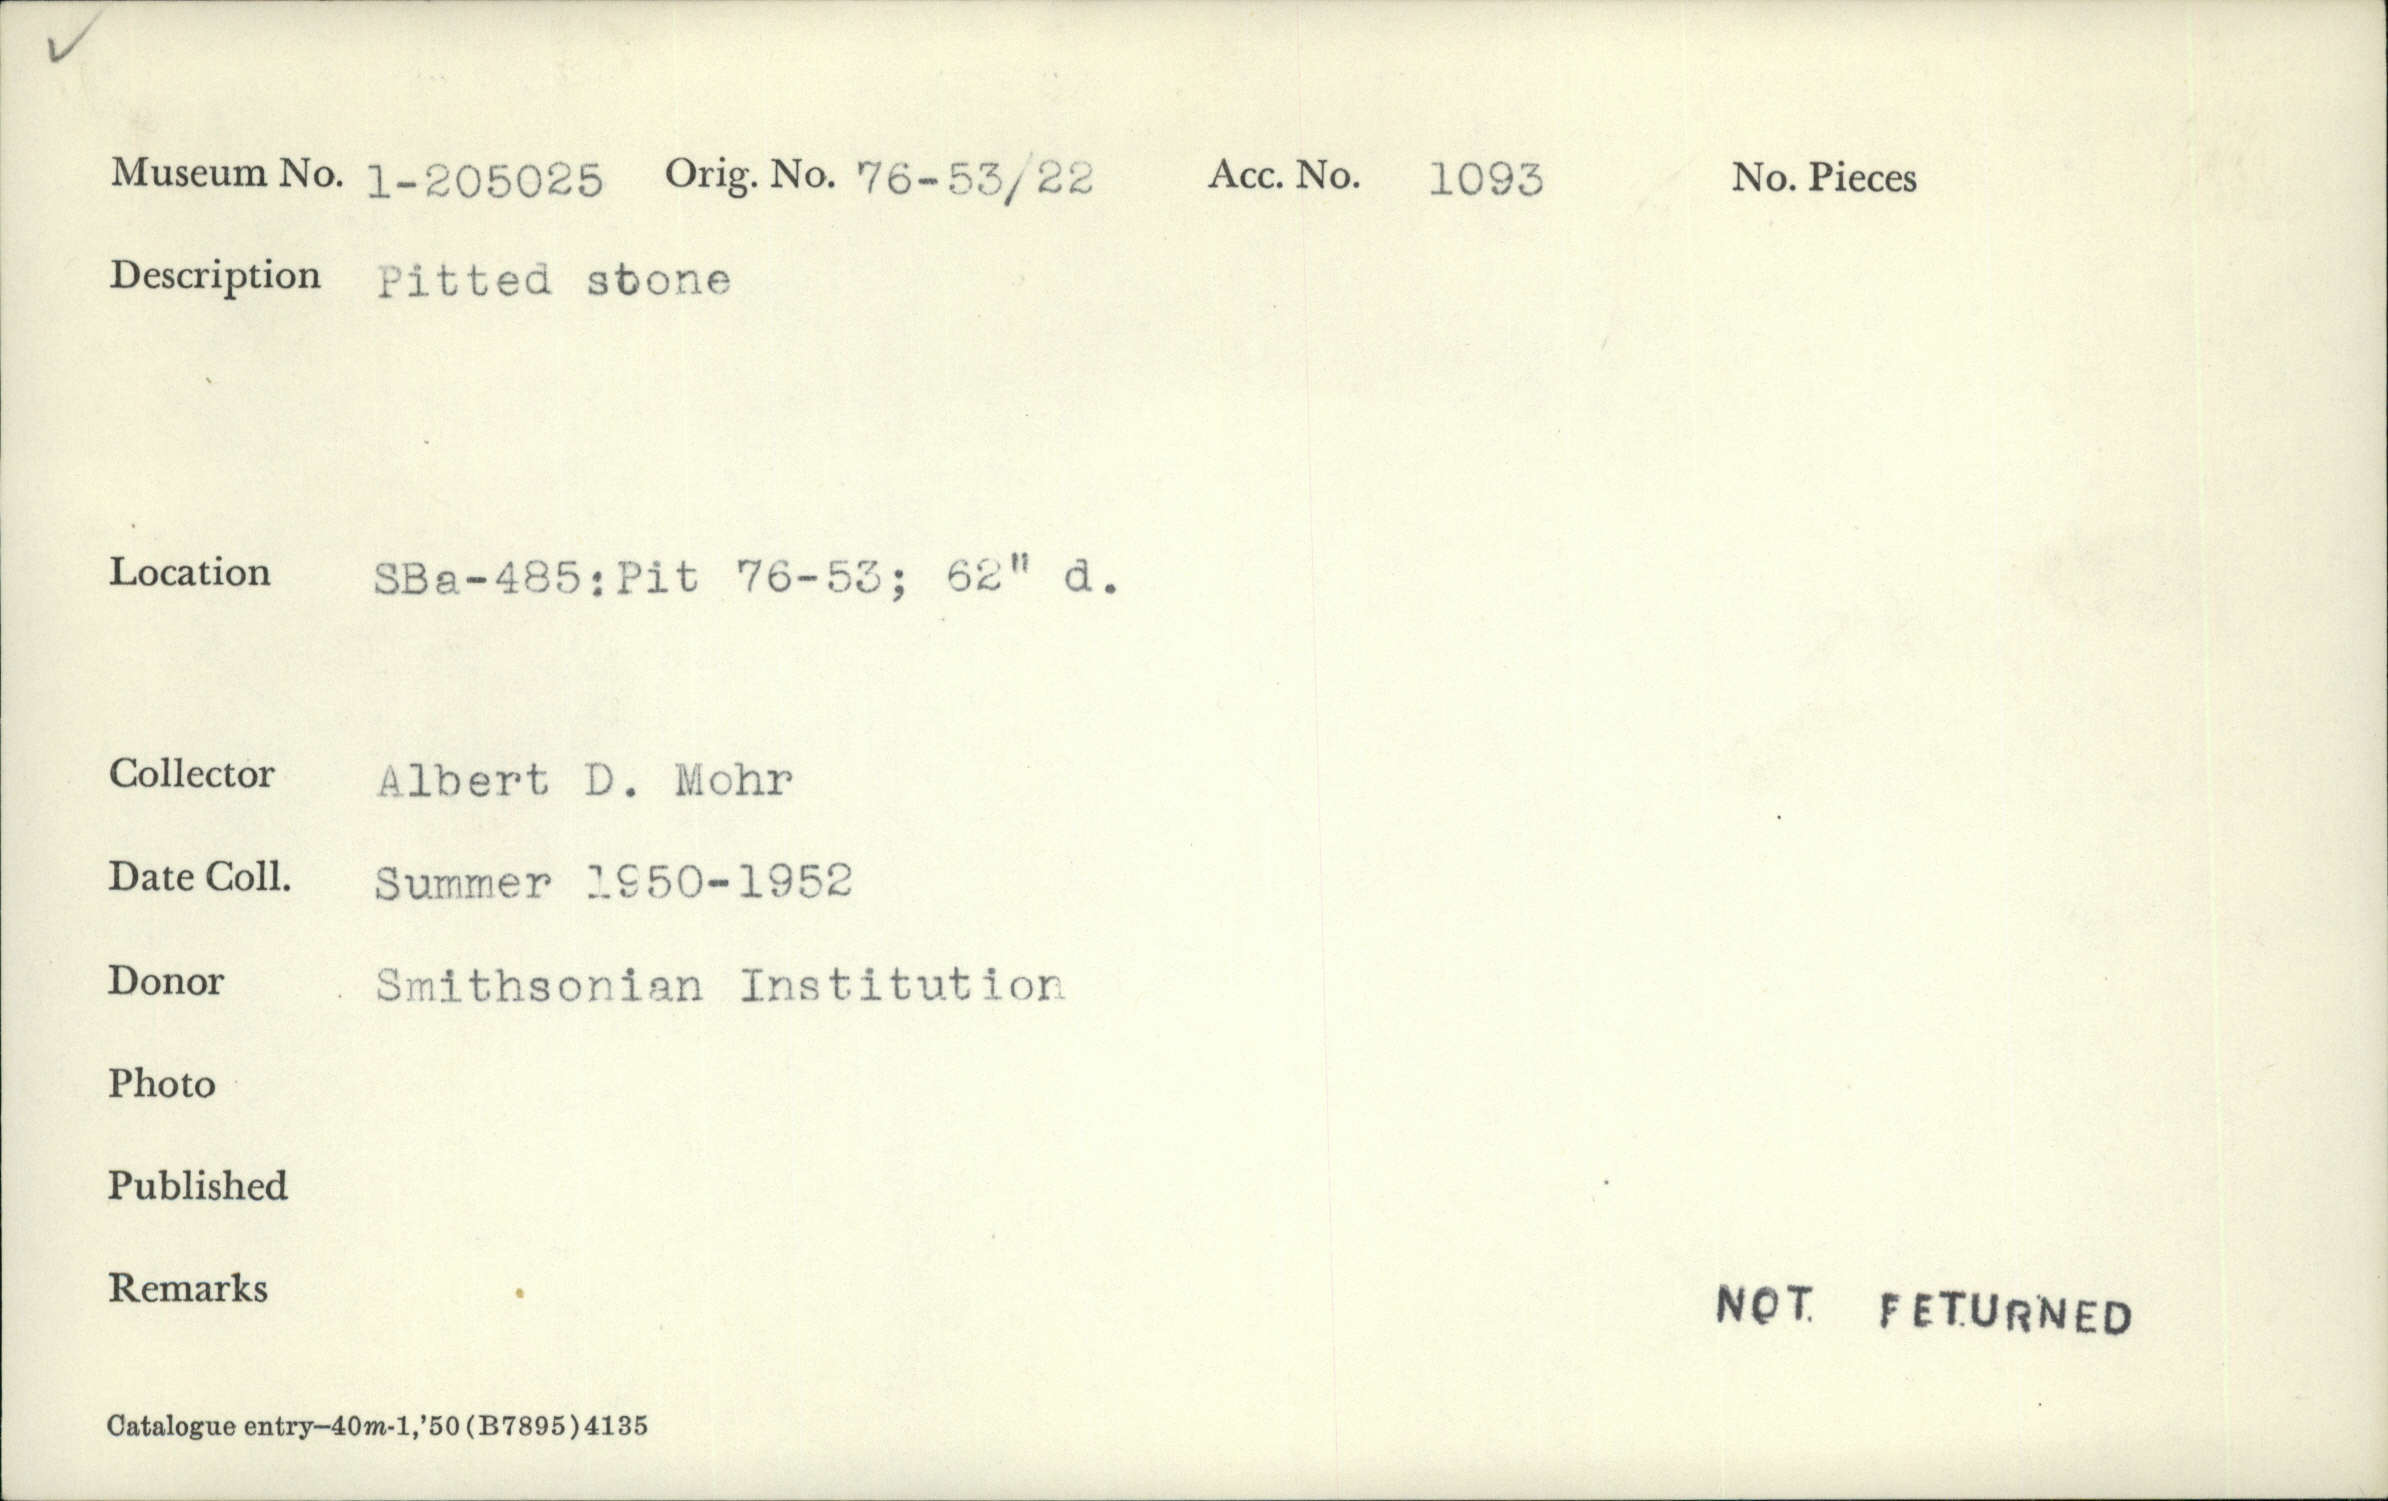 Museum No. 1-205025 Orig. No. 76-53/22 Acc. No. 1093 No. Pieces
Description Pitted stone
Location SBa-485:Pit 76-53; 62" d.
Collector Albert D. Mohr
Date Coll. Summer 1950-1952
Donor Smithsonian Institution
Photo
Published
Remarks
NOT RETURNED
Catalogue entry—40m-1,'50(B7895)4135